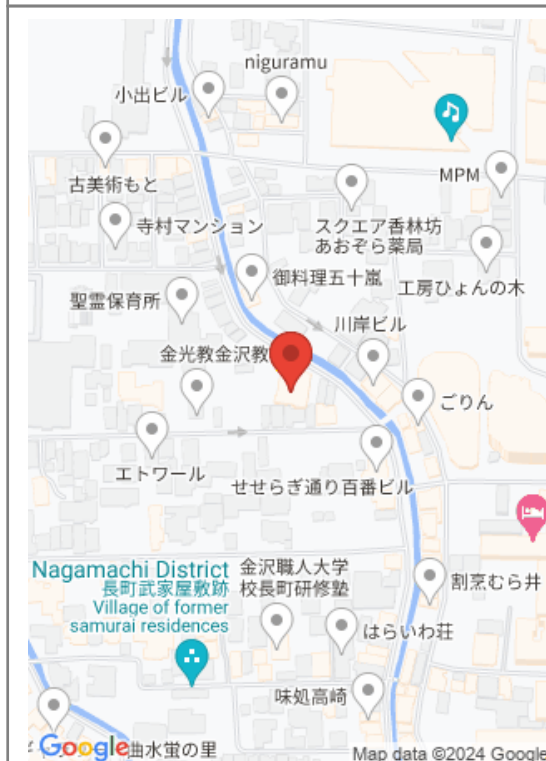 niguramu
小出ビル
MPM
古美術もと
スクエア香林坊
あおぞら薬局
寺村マンション
御料理五十嵐
工房ひょんの木
聖霊保育所
川岸ビル
金光教金沢教
ごりん
エトワール
せせらぎ通り百番ビル
Nagamachi District
長町武家屋敷跡
Village of former
samurai residences
金沢職人大学
校長町研修塾
割烹むら井
はらいわ荘
味処高崎
Google
曲水蛍の里
Map data ©2024 Google